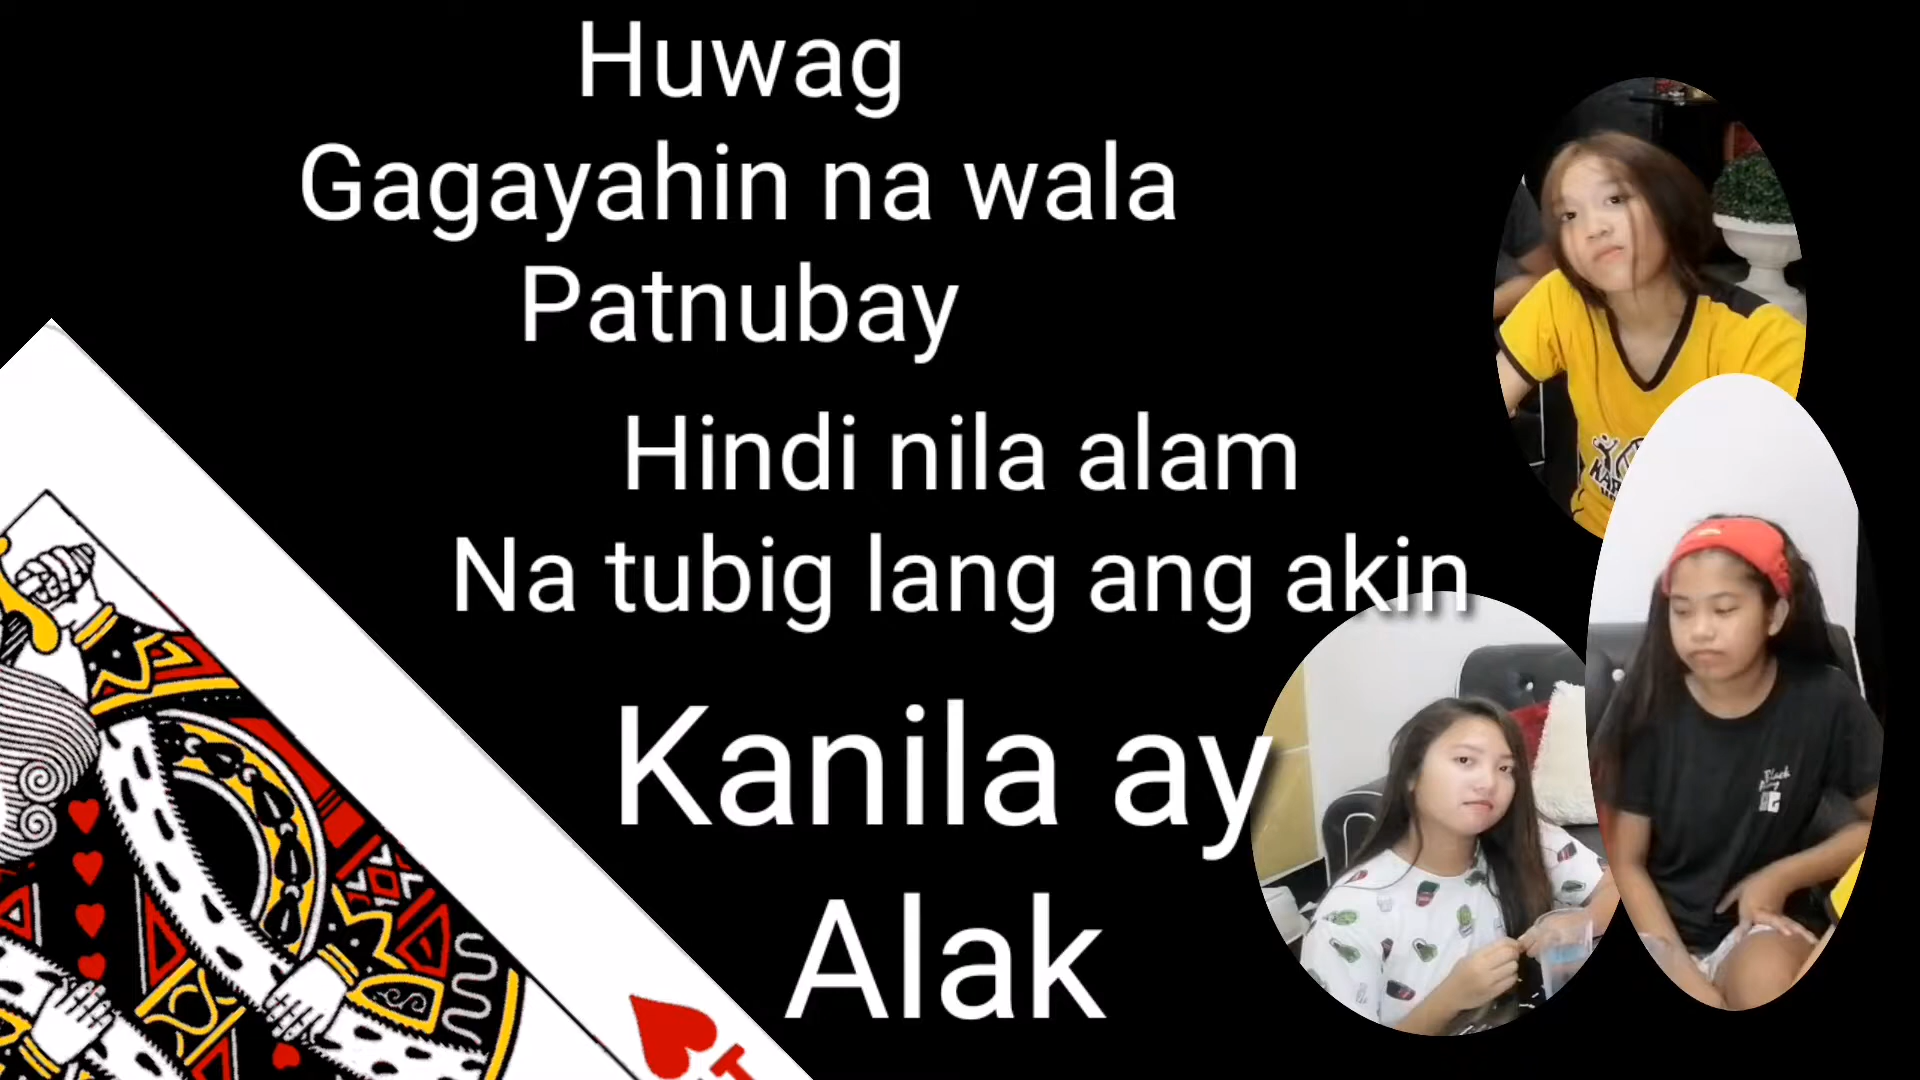 Huwag
Gagayahin na wala
Patnubay
Hindi nila alam
Na tubig lang ang akin
Kanila ay
Alak